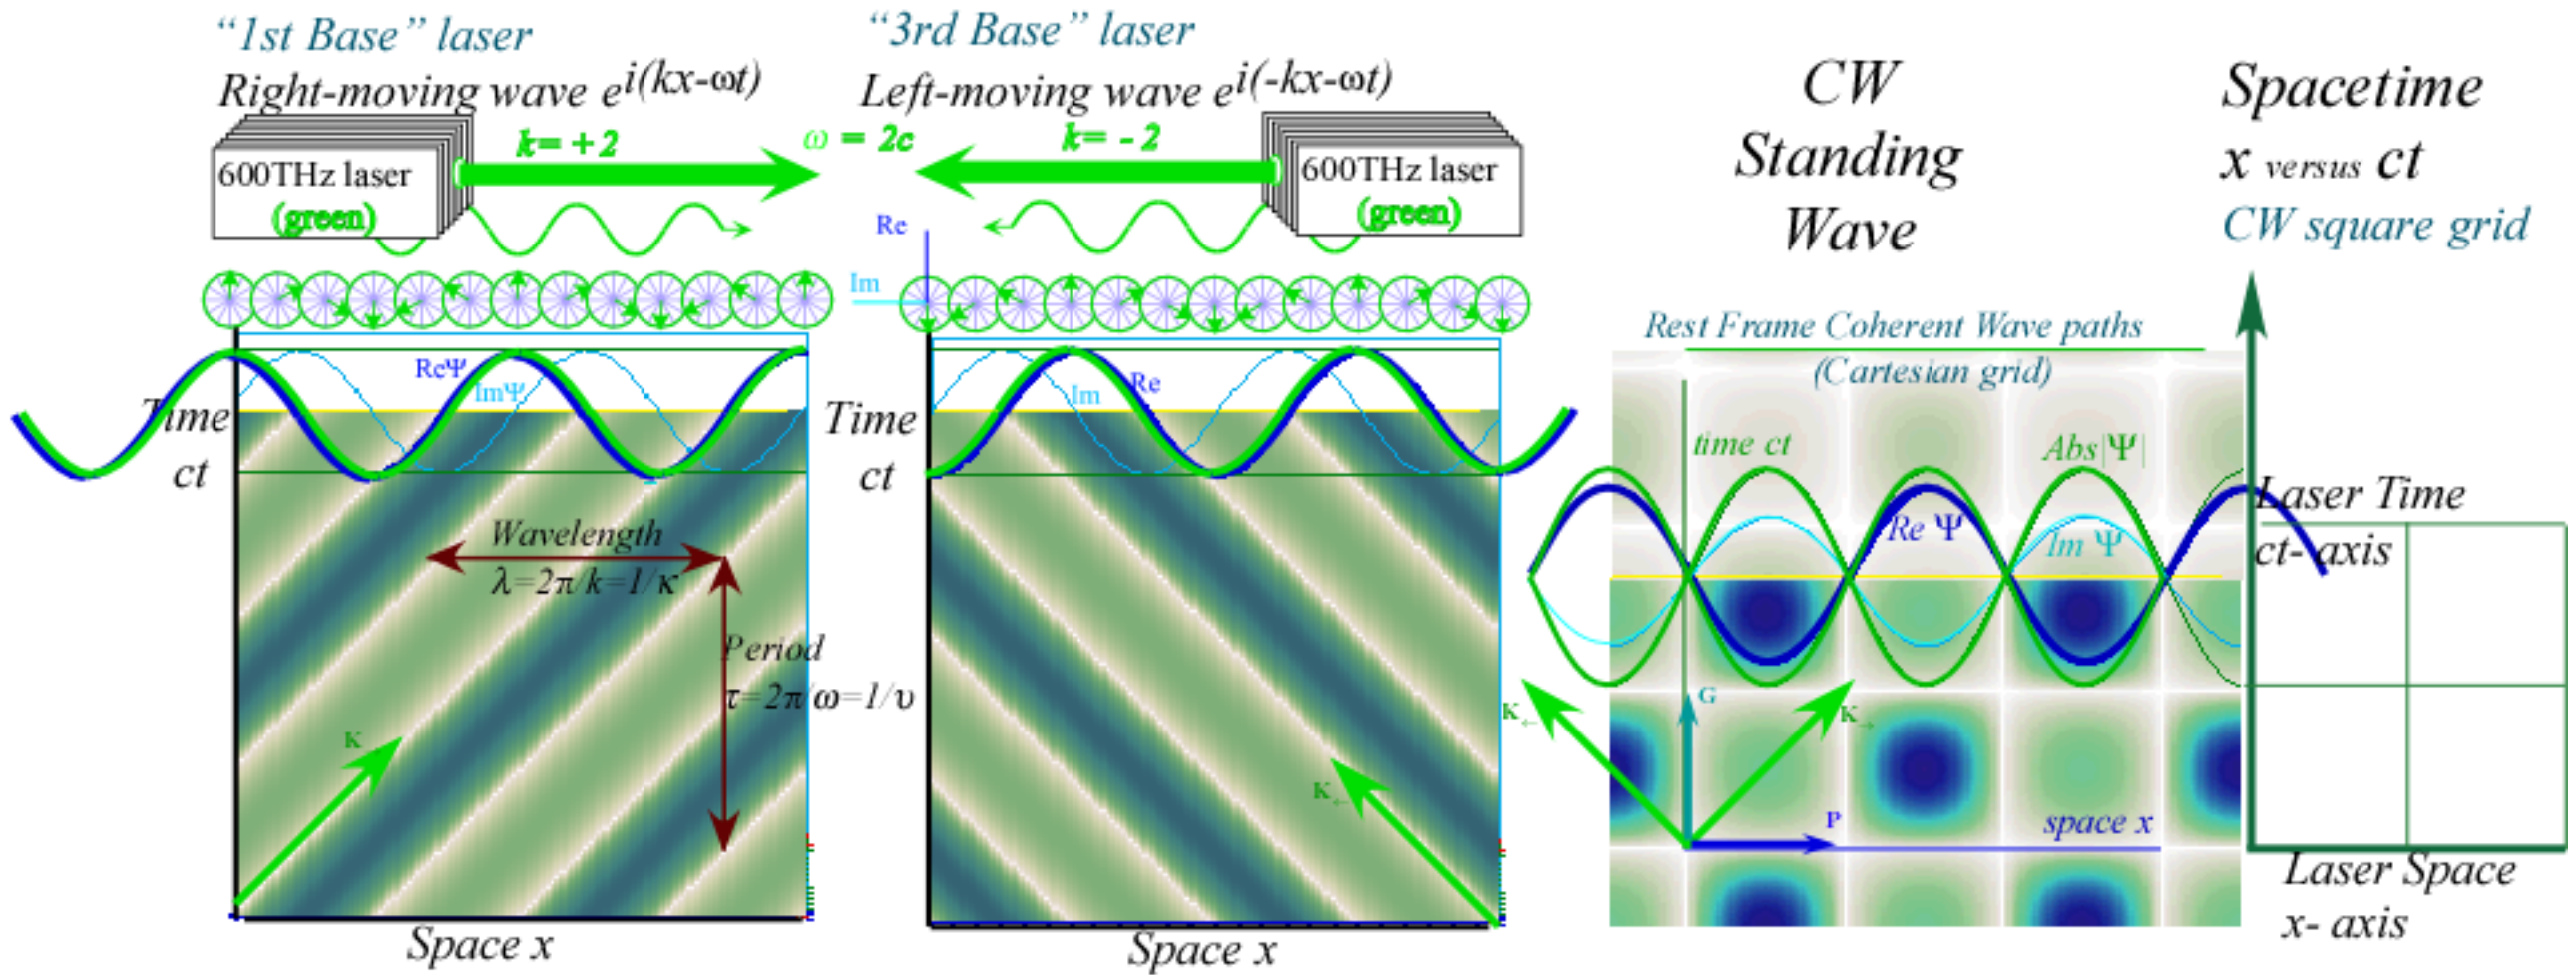 “1st Base” laser
Right-moving wave e^i(kx-ωt)
k= +2
600THz laser
(green)
ω = 2c
“3rd Base” laser
Left-moving wave e^i(-kx-ωt)
k= - 2
600THz laser
(green)
Re
Im
Time
ct
ReΨ
ImΨ
Wavelength
λ=2π/k=1/κ
Period
τ=2π/ω=1/υ
K→
Space x
Time
ct
Im
Re
K←
Space x
CW
Standing
Wave
Rest Frame Coherent Wave paths
(Cartesian grid)
time ct
Abs|Ψ|
Re Ψ
Im Ψ
K←
G
K→
P
space x
Spacetime
x versus ct
CW square grid
Laser Time
ct- axis
Laser Space
x- axis